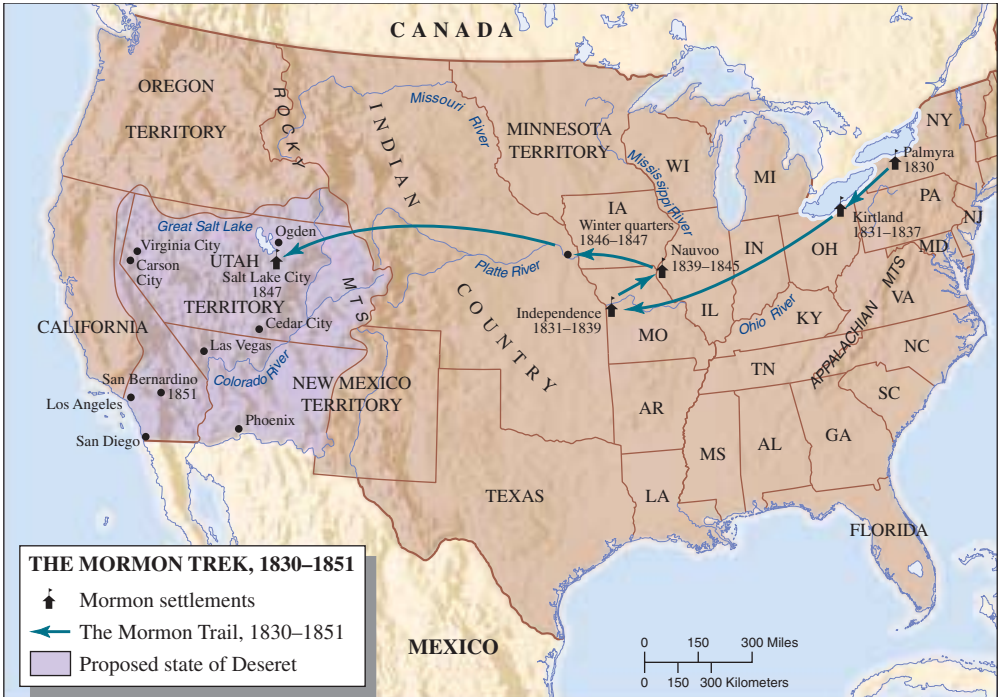 CANADA
OREGON
TERRITORY
ROCKY
MTS
INDIAN
COUNTRY
Missouri
River
MINNESOTA
TERRITORY
Mississippi River
WI
MI
NY
Palmyra
1830
PA
NJ
Kirtland
1831–1837
MD
OH
IN
IA
Winter quarters
1846–1847
Nauvoo
1839–1845
IL
Independence
1831–1839
MO
Ohio River
KY
VA
APPALACHIAN MTS
NC
TN
SC
AR
MS
AL
GA
LA
FLORIDA
TEXAS
Platte River
Great Salt Lake
Ogden
Virginia City
Carson
City
UTAH
Salt Lake City
1847
TERRITORY
Cedar City
CALIFORNIA
Las Vegas
Colorado River
NEW MEXICO
TERRITORY
San Bernardino
1851
Los Angeles
Phoenix
San Diego
MEXICO
THE MORMON TREK, 1830–1851
Mormon settlements
The Mormon Trail, 1830–1851
Proposed state of Deseret
0 150 300 Miles
0 150 300 Kilometers